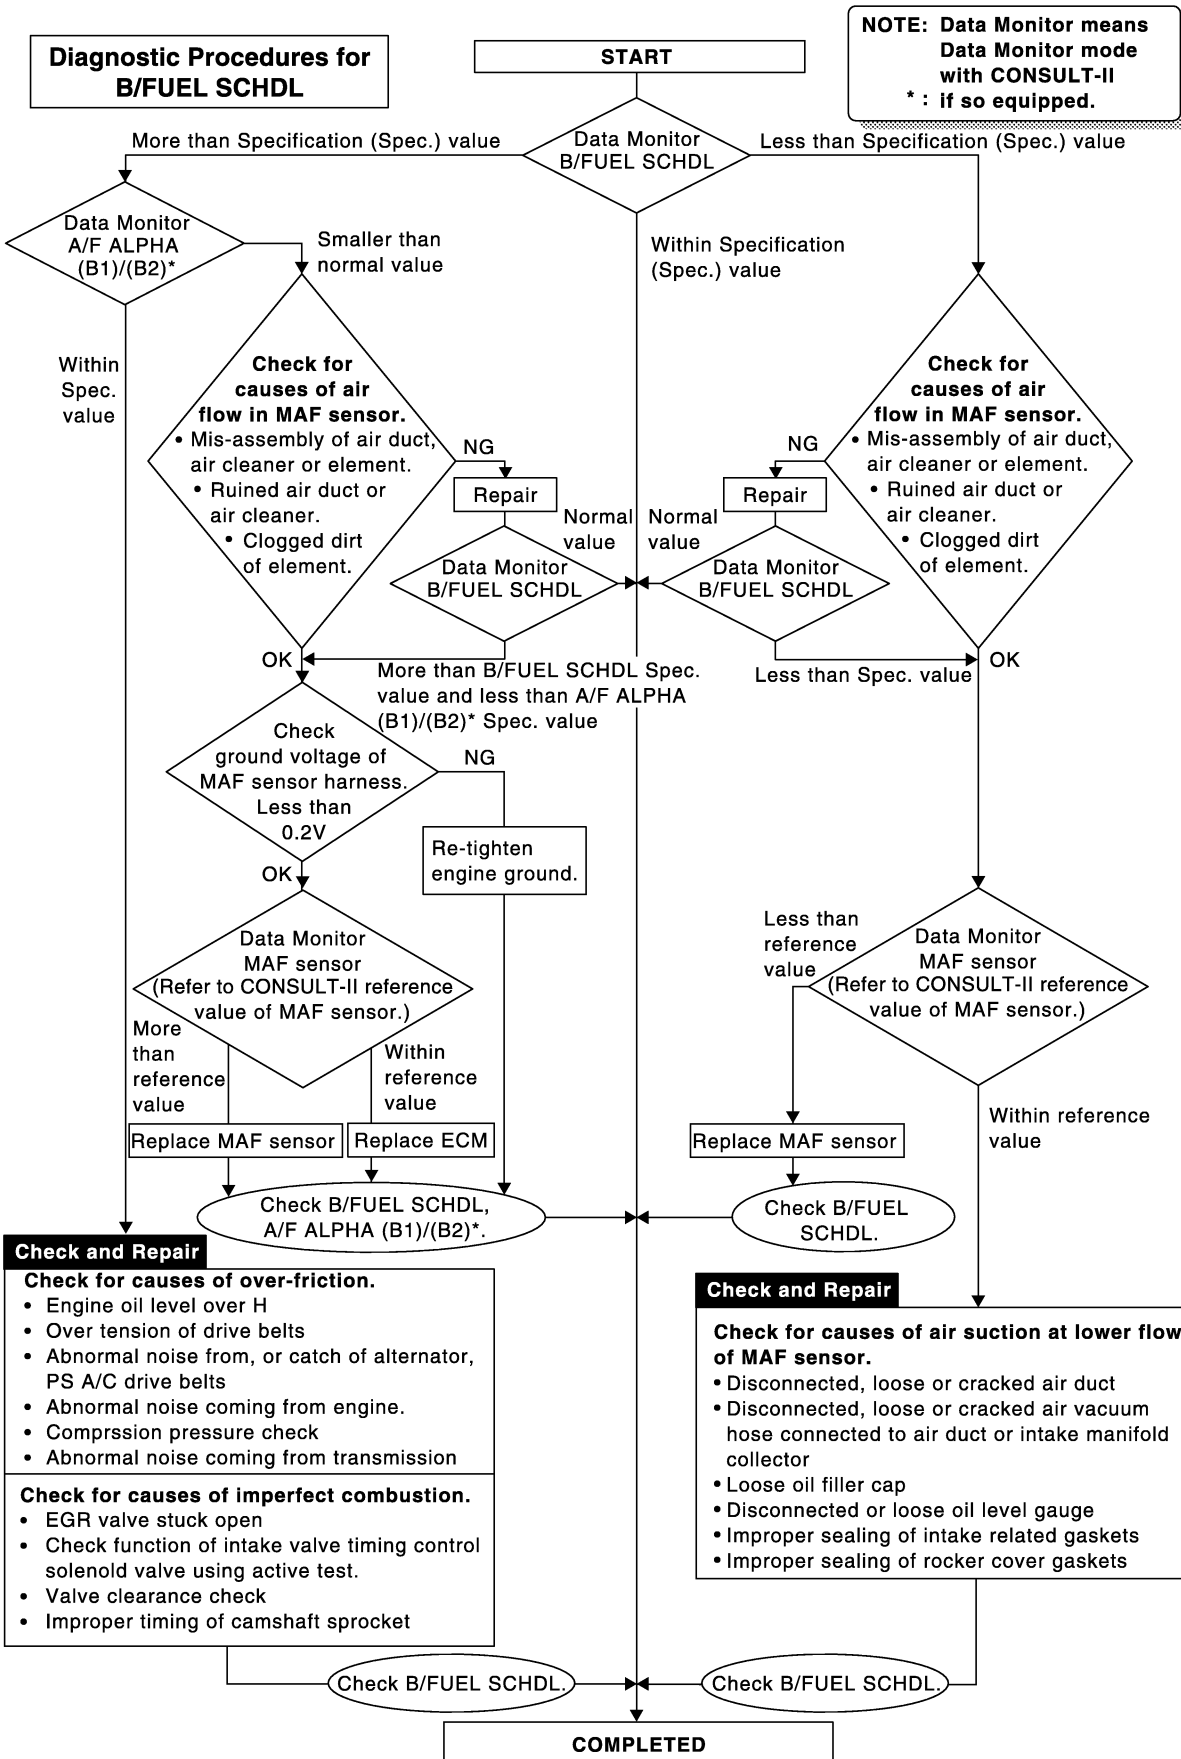 Diagnostic Procedures for
B/FUEL SCHDL
START
NOTE: Data Monitor means
Data Monitor mode
with CONSULT-II
* : if so equipped.
More than Specification (Spec.) value
Data Monitor
B/FUEL SCHDL
Less than Specification (Spec.) value
Data Monitor
A/F ALPHA
(B1)/(B2)*
Smaller than
normal value
Within Specification
(Spec.) value
Within
Spec.
value
Check for
causes of air
flow in MAF sensor.
• Mis-assembly of air duct,
air cleaner or element.
• Ruined air duct or
air cleaner.
• Clogged dirt
of element.
NG
Repair
Normal
value
Data Monitor
B/FUEL SCHDL
NG
Repair
Normal
value
Data Monitor
B/FUEL SCHDL
Check for
causes of air
flow in MAF sensor.
• Mis-assembly of air duct,
air cleaner or element.
• Ruined air duct or
air cleaner.
• Clogged dirt
of element.
OK
More than B/FUEL SCHDL Spec.
value and less than A/F ALPHA
(B1)/(B2)* Spec. value
Less than Spec. value
OK
Check
ground voltage of
MAF sensor harness.
Less than
0.2V
NG
Re-tighten
engine ground.
OK
Data Monitor
MAF sensor
(Refer to CONSULT-II reference
value of MAF sensor.)
More
than
reference
value
Within
reference
value
Replace MAF sensor
Replace ECM
Check B/FUEL SCHDL,
A/F ALPHA (B1)/(B2)*.
Less than
reference
value
Data Monitor
MAF sensor
(Refer to CONSULT-II reference
value of MAF sensor.)
Within reference
value
Replace MAF sensor
Check B/FUEL
SCHDL.
Check and Repair
Check for causes of over-friction.
• Engine oil level over H
• Over tension of drive belts
• Abnormal noise from, or catch of alternator,
PS A/C drive belts
• Abnormal noise coming from engine.
• Comprssion pressure check
• Abnormal noise coming from transmission
Check for causes of imperfect combustion.
• EGR valve stuck open
• Check function of intake valve timing control
solenold valve using active test.
• Valve clearance check
• Improper timing of camshaft sprocket
Check and Repair
Check for causes of air suction at lower flow
of MAF sensor.
• Disconnected, loose or cracked air duct
• Disconnected, loose or cracked air vacuum
hose connected to air duct or intake manifold
collector
• Loose oil filler cap
• Disconnected or loose oil level gauge
• Improper sealing of intake related gaskets
• Improper sealing of rocker cover gaskets
Check B/FUEL SCHDL.
Check B/FUEL SCHDL.
COMPLETED